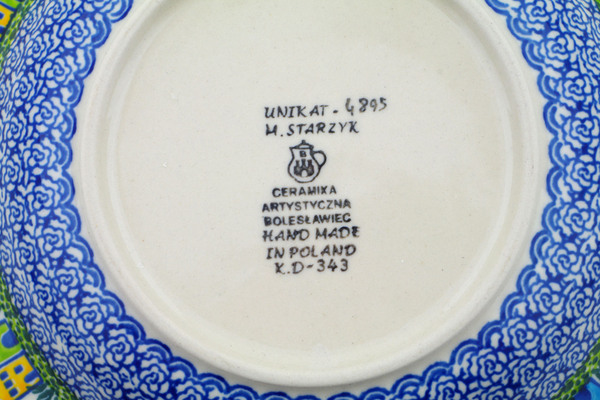 UNIKAT - 4895
M. STARZYK
B
CERAMIKA
ARTYSTYCZNA
BOLESŁAWIEC
HAND MADE
IN POLAND
K.D-343